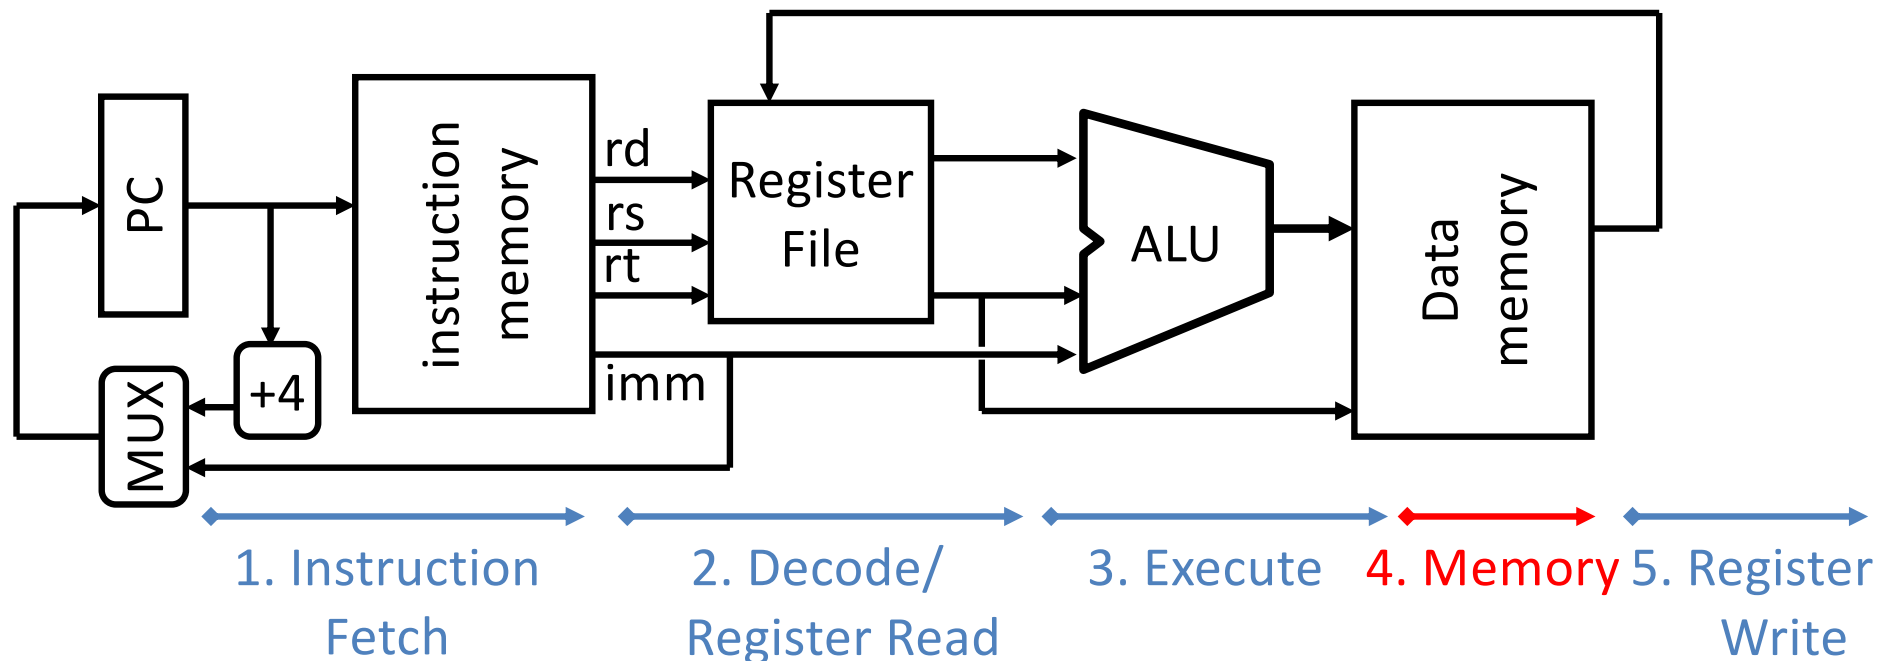 PC
instruction
memory
rd
rs
rt
imm
Register
File
ALU
Data
memory
+4
MUX
1. Instruction
Fetch
2. Decode/
Register Read
3. Execute
4. Memory
5. Register
Write